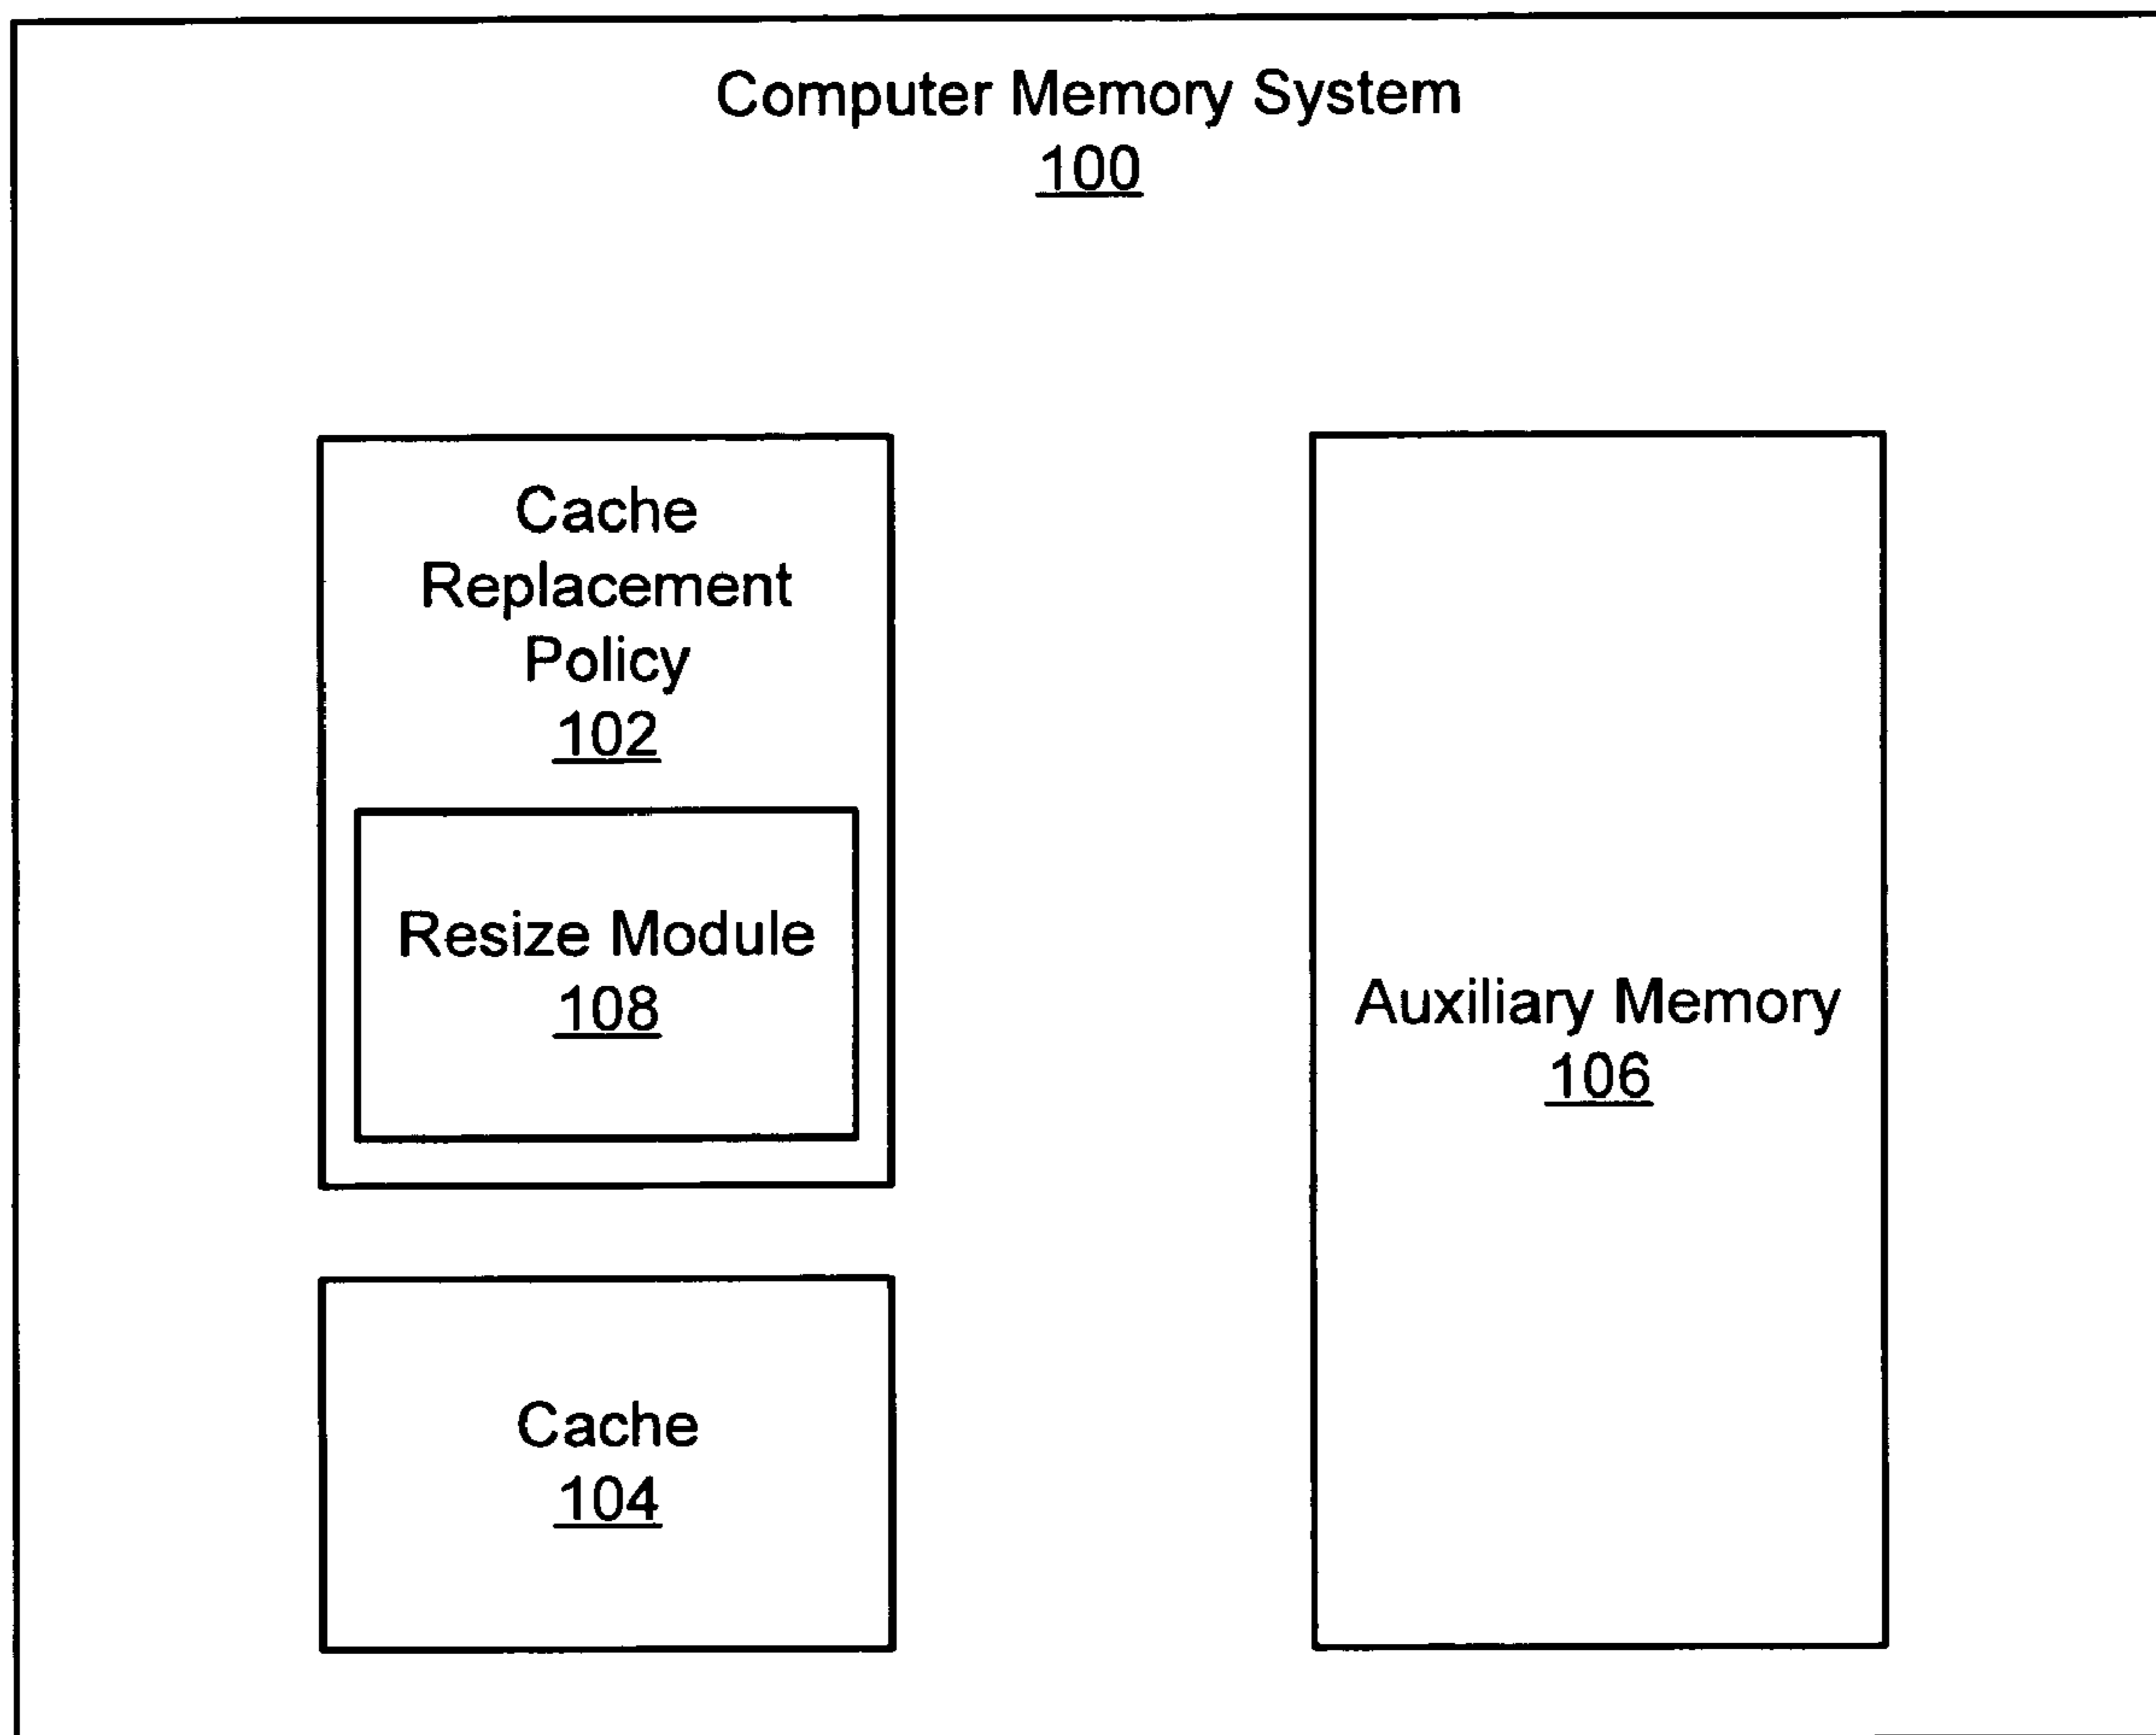 Computer Memory System
100
Cache
Replacement
Policy
102
Resize Module
108
Cache
104
Auxiliary Memory
106